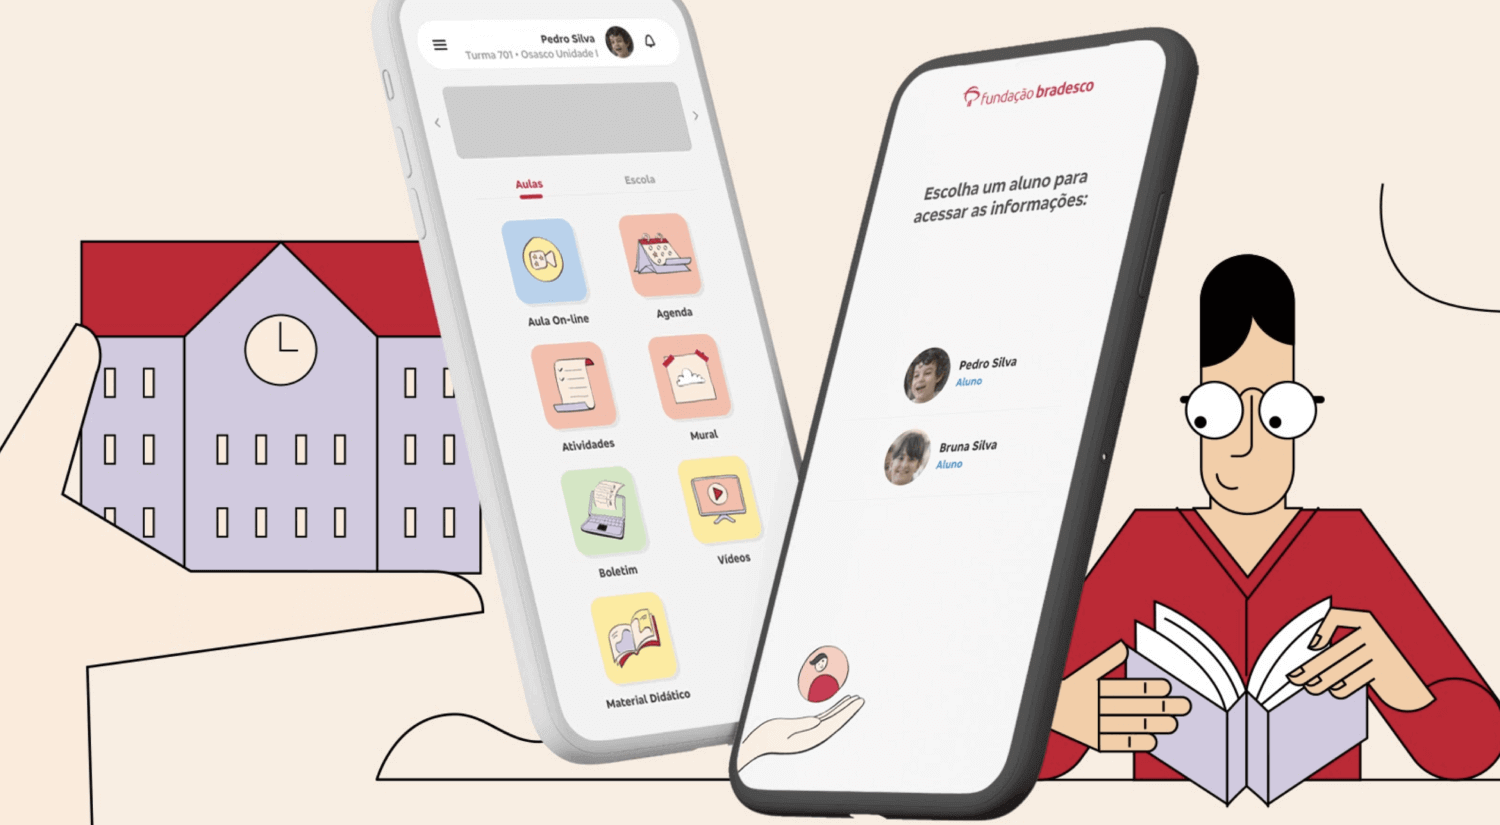 Pedro Silva
Turma 701 • Osasco Unidade I
Aulas
Escola
Aula On-line
Agenda
Atividades
Mural
Boletim
Vídeos
Material Didático
fundação bradesco
Escolha um aluno para
acessar as informações:
Pedro Silva
Aluno
Bruna Silva
Aluno